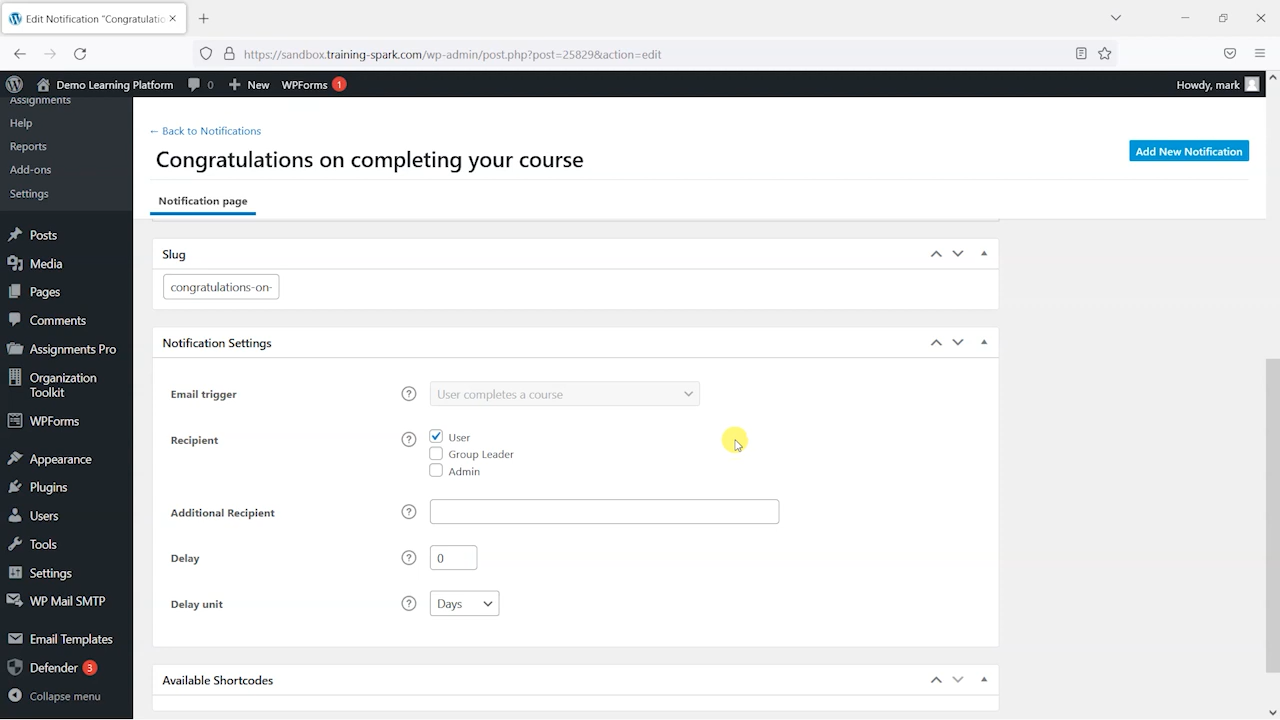 Edit Notification "Congratulatio
https://sandbox.training-spark.com/wp-admin/post.php?post=25829&action=edit
Demo Learning Platform 0 New WPForms 1 Howdy, mark
Assignments
Help
Reports
Add-ons
Settings
Posts
Media
Pages
Comments
Assignments Pro
Organization
Toolkit
WPForms
Appearance
Plugins
Users
Tools
Settings
WP Mail SMTP
Email Templates
Defender 3
Collapse menu
← Back to Notifications
Congratulations on completing your course
Add New Notification
Notification page
Slug
congratulations-on-
Notification Settings
Email trigger ? User completes a course
Recipient ? User
Group Leader
Admin
Additional Recipient ?
Delay ? 0
Delay unit ? Days
Available Shortcodes